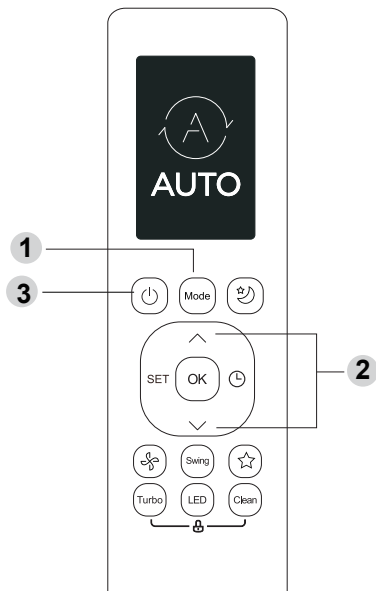 AUTO
1
3
Mode
2
SET
OK
Swing
Turbo
LED
Clean